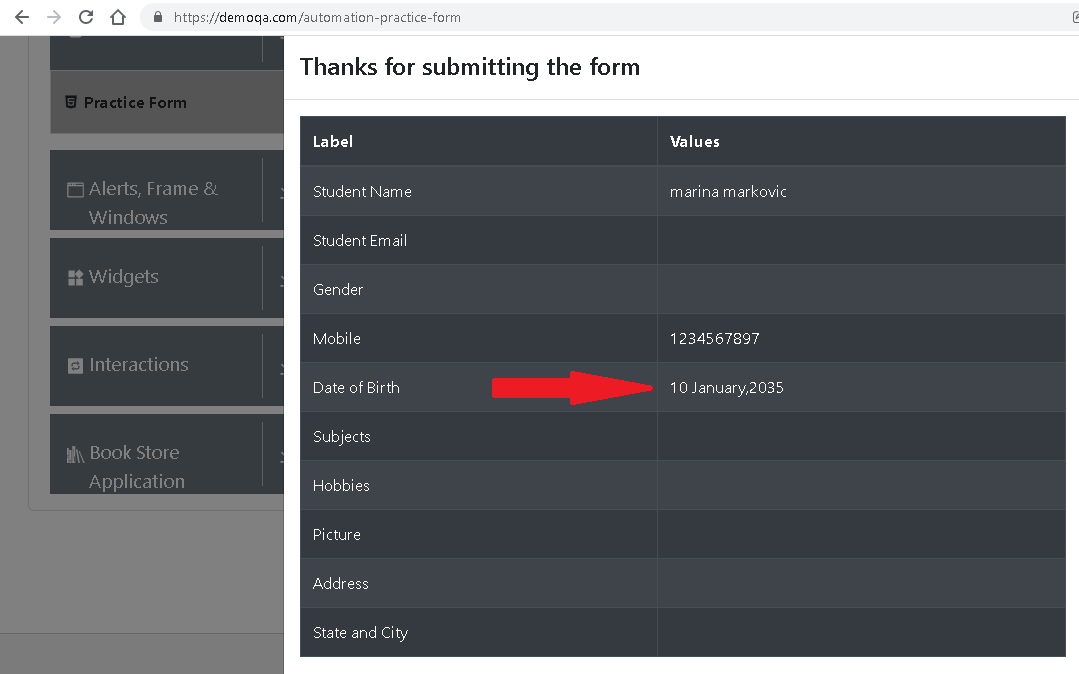 https://demoqa.com/automation-practice-form
Thanks for submitting the form
Practice Form
Alerts, Frame &
Windows
Widgets
Interactions
Book Store
Application
Label Values
Student Name marina markovic
Student Email
Gender
Mobile 1234567897
Date of Birth 10 January,2035
Subjects
Hobbies
Picture
Address
State and City